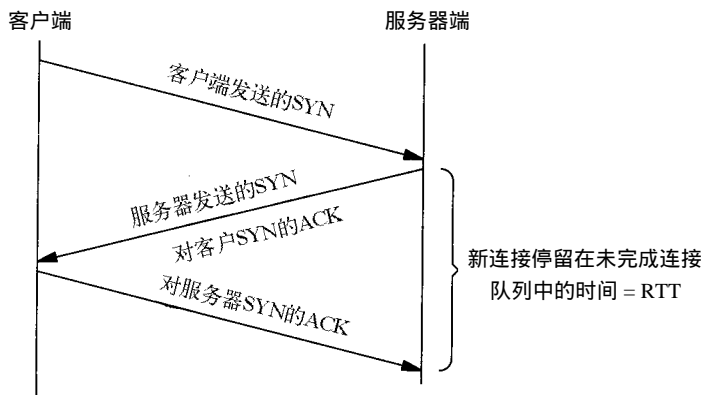 客户端
服务器端
客户端发送的SYN
服务器发送的SYN
对客户SYN的ACK
对服务器SYN的ACK
新连接停留在未完成连接
队列中的时间 = RTT